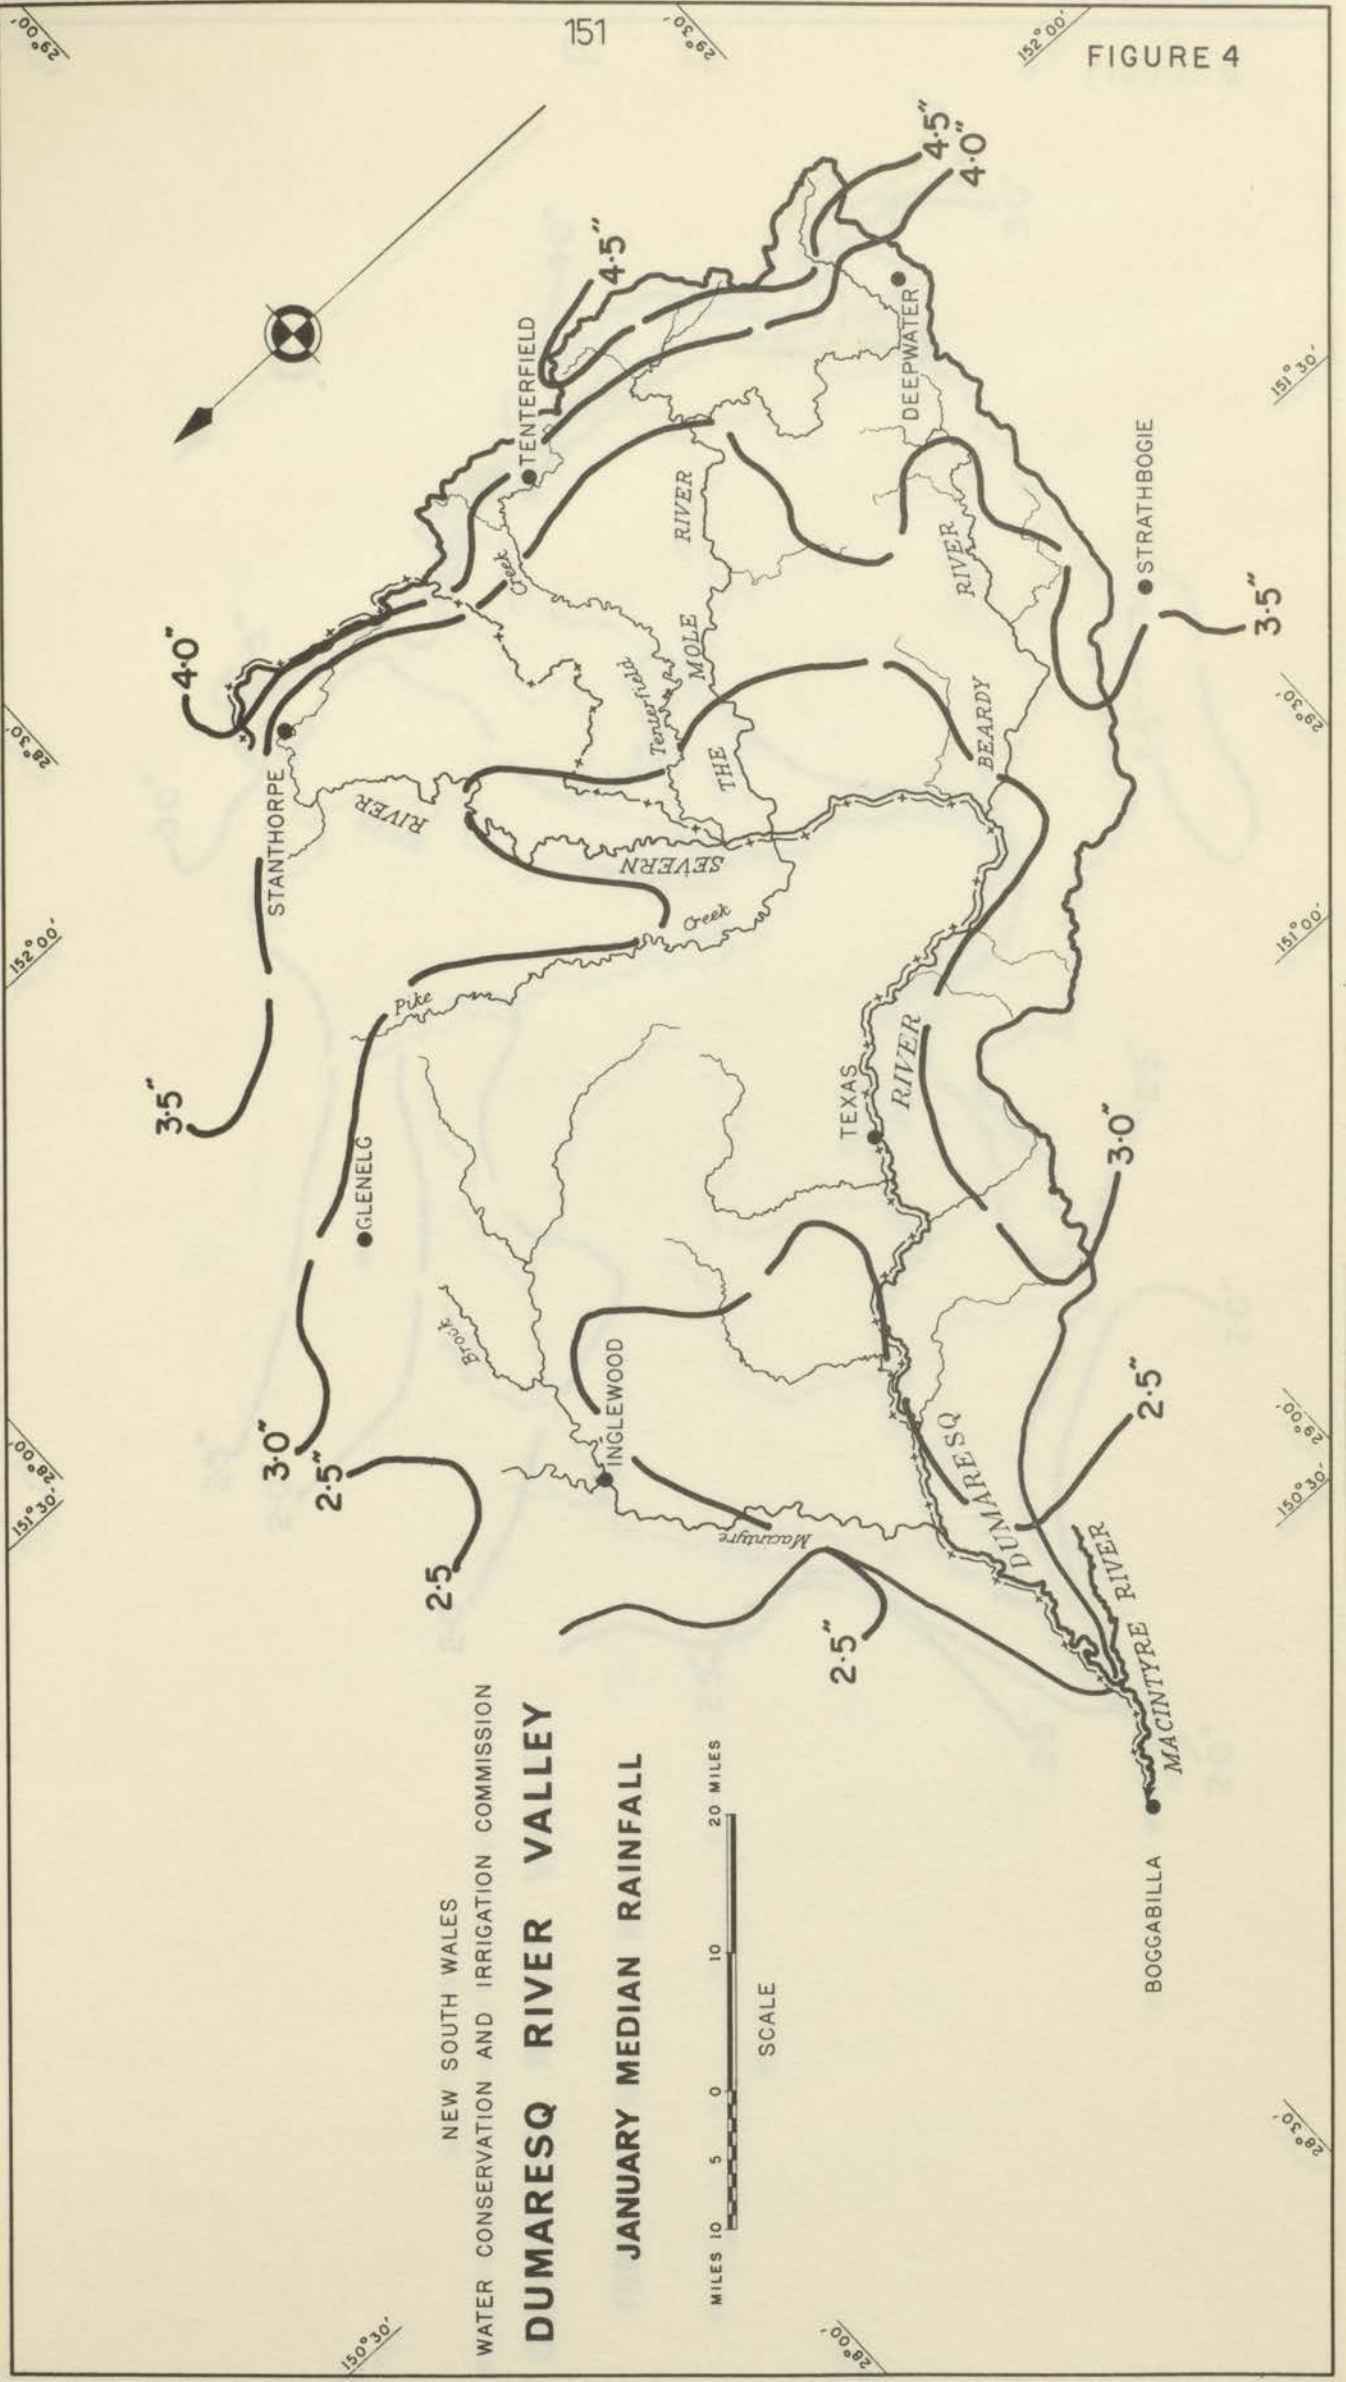 151
FIGURE 4
NEW SOUTH WALES
WATER CONSERVATION AND IRRIGATION COMMISSION
DUMARESQ RIVER VALLEY
JANUARY MEDIAN RAINFALL
MILES 10 5 0 10 20 MILES
SCALE
29°00'
29°30'
152°00'
151°30'
29°30'
151°00'
29°00'
150°30'
28°30'
28°00'
150°30'
151°30'
28°00'
152°00'
28°30'
4·5"
4·0"
4·5"
4·0"
3·5"
3·5"
3·0"
3·0"
2·5"
2·5
2·5"
2·5"
TENTERFIELD
DEEPWATER
STRATHBOGIE
STANTHORPE
GLENELG
TEXAS
INGLEWOOD
BOGGABILLA
Tenterfield
Creek
THE
MOLE
RIVER
BEARDY
RIVER
SEVERN
RIVER
Pike
Creek
DUMARESQ
RIVER
Brock
Macintyre
MACINTYRE RIVER